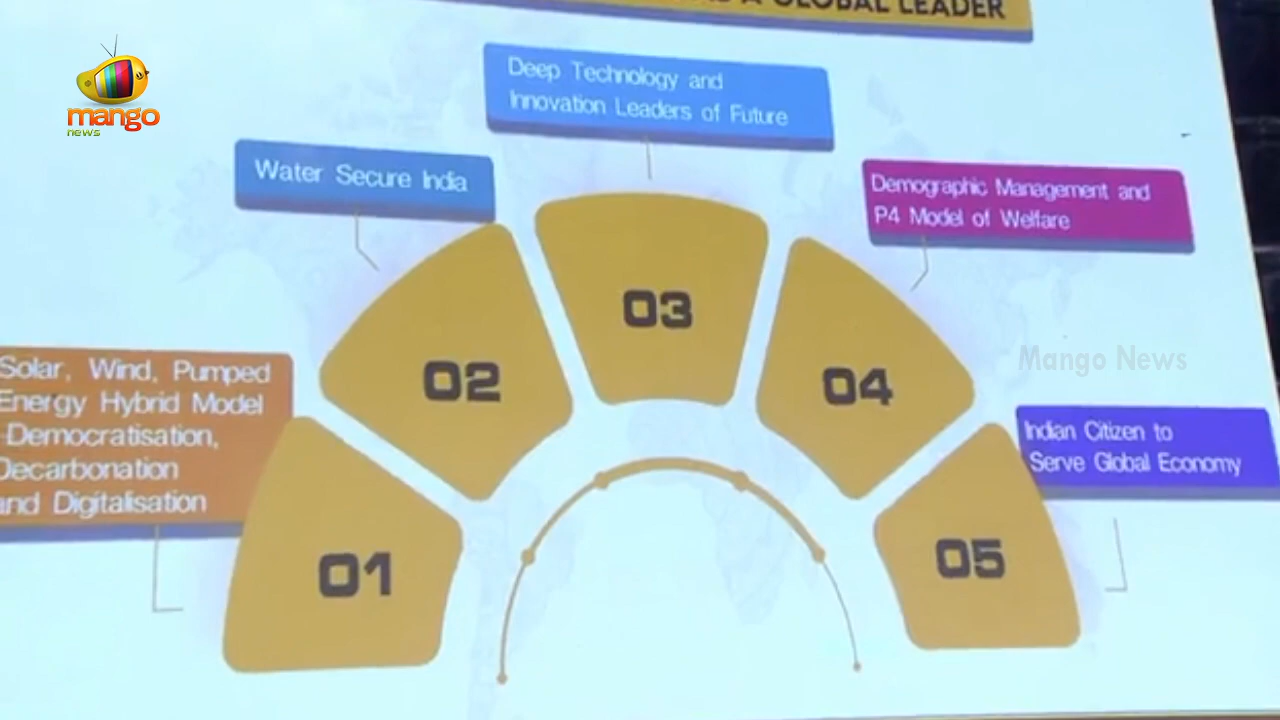 A GLOBAL LEADER
mango
news
Deep Technology and
Innovation Leaders of Future
Water Secure India
Demographic Management and
P4 Model of Welfare
03
Mango News
02
04
Solar, Wind, Pumped
Energy Hybrid Model
Democratisation,
Decarbonation
and Digitalisation
Indian Citizen to
Serve Global Economy
01
05